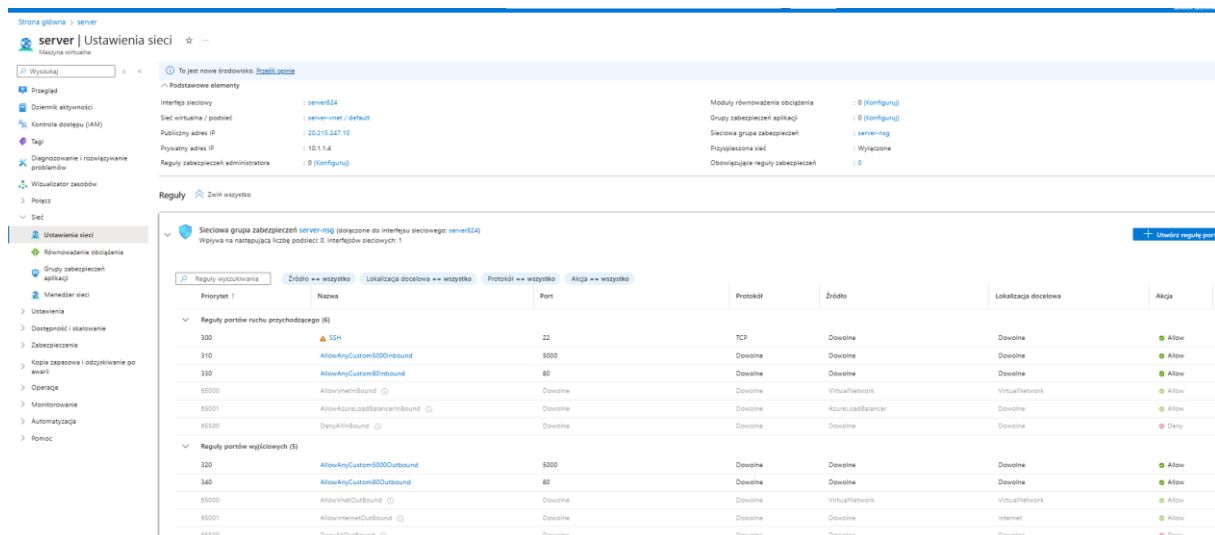 Strona główna > server
server | Ustawienia sieci ☆ ...
Maszyna wirtualna
Wyszukaj
To jest nowe środowisko. Prześlij opinię
Przegląd
Podstawowe elementy
Dziennik aktywności
Interfejs sieciowy : server824 Moduły równoważenia obciążenia : 0 (Konfiguruj)
Kontrola dostępu (IAM)
Sieć wirtualna / podsieć : server-vnet / default Grupy zabezpieczeń aplikacji : 0 (Konfiguruj)
Tagi
Publiczny adres IP : 20.215.247.10 Sieciowa grupa zabezpieczeń : server-nsg
Prywatny adres IP : 10.1.1.4 Przyspieszona sieć : Wyłączone
Diagnozowanie i rozwiązywanie
problemów
Reguły zabezpieczeń administratora : 0 (Konfiguruj) Obowiązujące reguły zabezpieczeń : 0
Wizualizator zasobów
Połącz
Reguły Zwiń wszystko
Sieć
Ustawienia sieci
Równoważenie obciążenia
Grupy zabezpieczeń
aplikacji
Menedżer sieci
Ustawienia
Dostępność i skalowanie
Zabezpieczenia
Kopia zapasowa i odzyskiwanie po
awarii
Operacje
Monitorowanie
Automatyzacja
Pomoc
Sieciowa grupa zabezpieczeń server-nsg (dołączone do interfejsu sieciowego: server824)
Wpływa na następującą liczbę podsieci: 0, interfejsów sieciowych: 1
+ Utwórz regułę port
Reguły wyszukiwania Źródło == wszystko Lokalizacja docelowa == wszystko Protokół == wszystko Akcja == wszystko
Priorytet ↑ Nazwa Port Protokół Źródło Lokalizacja docelowa Akcja
Reguły portów ruchu przychodzącego (6)
300 SSH 22 TCP Dowolne Dowolne Allow
310 AllowAnyCustom5000Inbound 5000 Dowolne Dowolne Dowolne Allow
330 AllowAnyCustom80Inbound 80 Dowolne Dowolne Dowolne Allow
65000 AllowVnetInBound Dowolne Dowolne VirtualNetwork VirtualNetwork Allow
65001 AllowAzureLoadBalancerInBound Dowolne Dowolne AzureLoadBalancer Dowolne Allow
65500 DenyAllInBound Dowolne Dowolne Dowolne Dowolne Deny
Reguły portów wyjściowych (5)
320 AllowAnyCustom5000Outbound 5000 Dowolne Dowolne Dowolne Allow
340 AllowAnyCustom80Outbound 80 Dowolne Dowolne Dowolne Allow
65000 AllowVnetOutBound Dowolne Dowolne VirtualNetwork VirtualNetwork Allow
65001 AllowInternetOutBound Dowolne Dowolne Dowolne Internet Allow
65500 DenyAllOutBound Dowolne Dowolne Dowolne Dowolne Deny